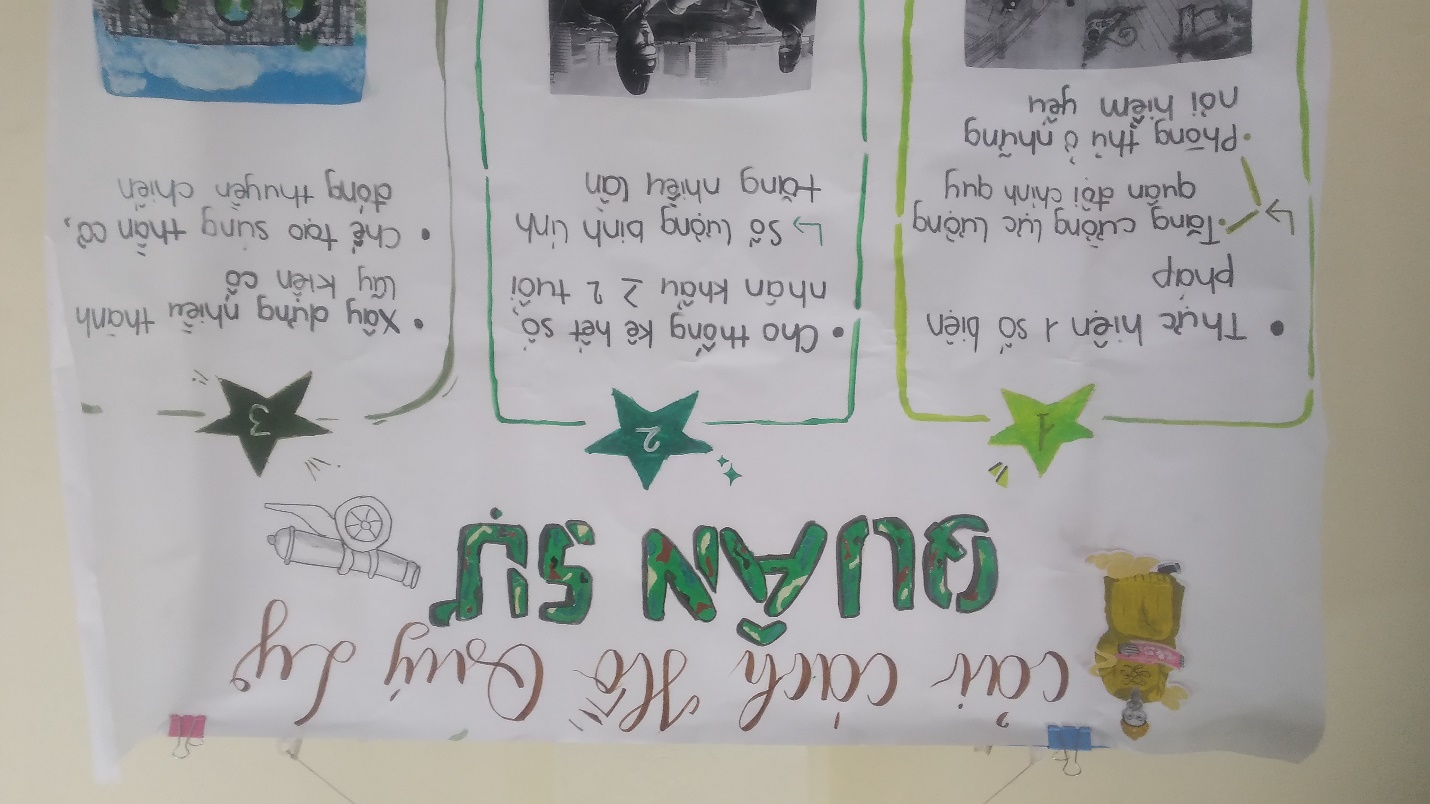 Cải cách Hồ Quý Ly
QUÂN SỰ
1
• Thực hiện 1 số biện
pháp
↳ •Tăng cường lực lượng
quân đội chính quy
•Phòng thủ ở những
nơi hiểm yếu
2
• Cho thống kê hết số
nhân khẩu ≥ 2 tuổi
↳ Số lượng binh lính
tăng nhiều lần
3
• Xây dựng nhiều thành
lũy kiên cố
• Chế tạo súng thần cơ,
đóng thuyền chiến